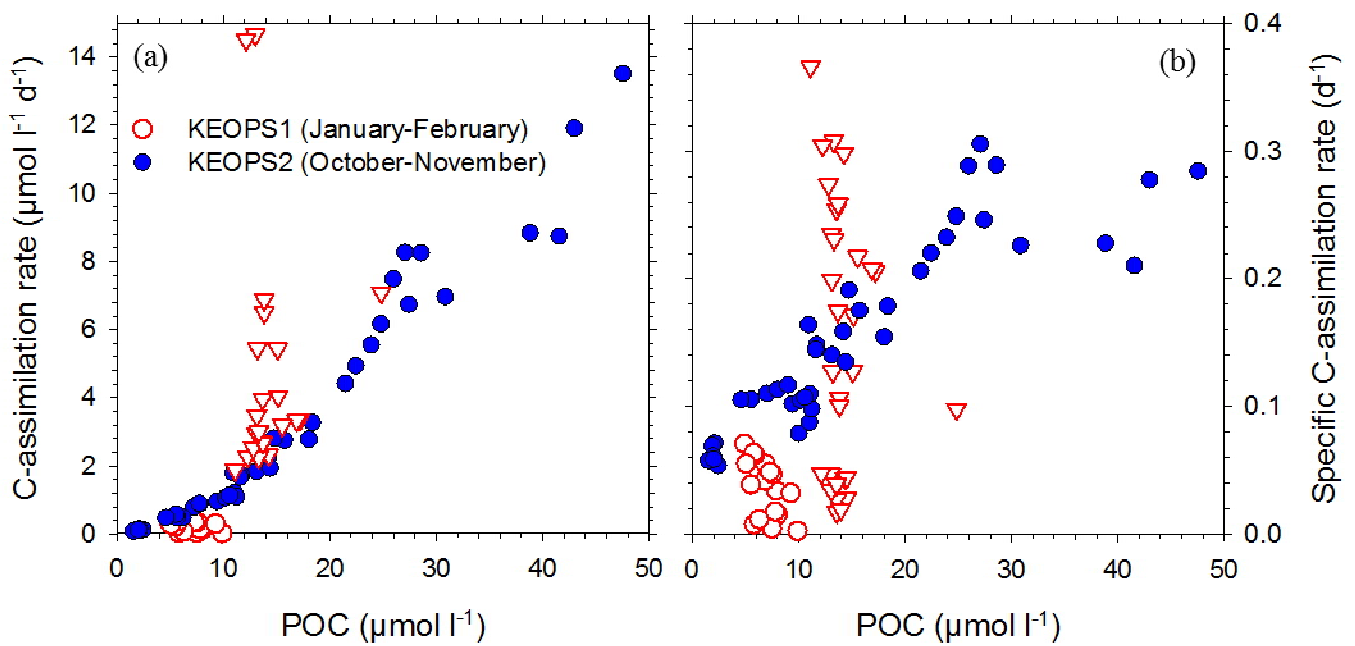 (a)
KEOPS1 (January-February)
KEOPS2 (October-November)
C-assimilation rate (µmol l⁻¹ d⁻¹)
14
12
10
8
6
4
2
0
0 10 20 30 40 50
POC (µmol l⁻¹)
(b)
0.4
0.3
0.2
0.1
0.0
Specific C-assimilation rate (d⁻¹)
0 10 20 30 40 50
POC (µmol l⁻¹)